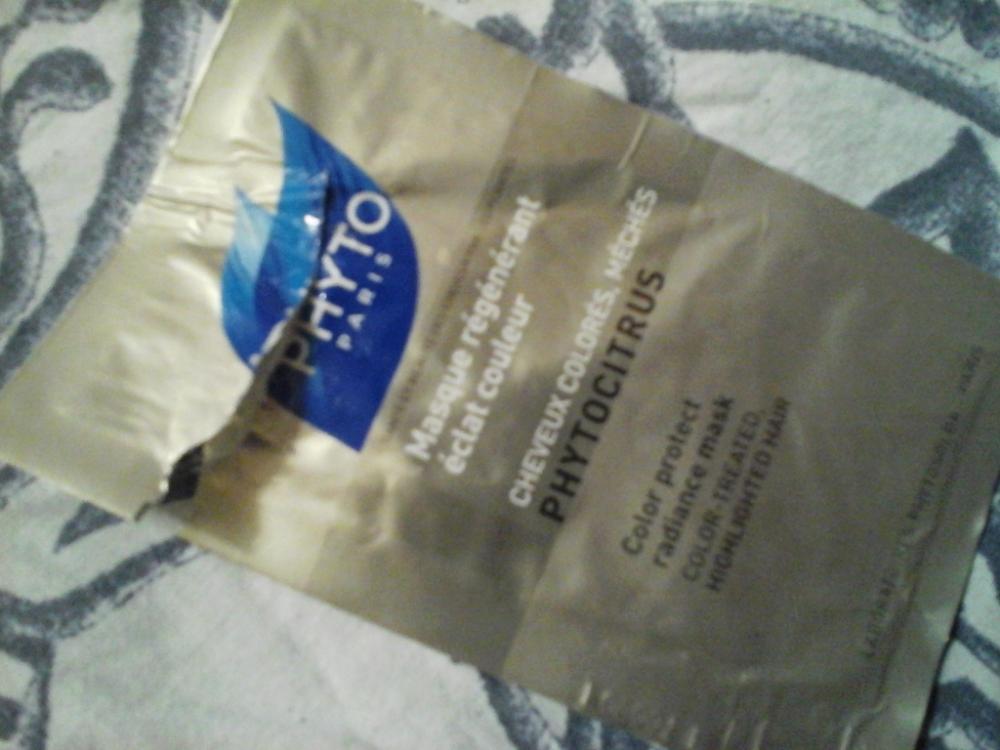 PHYTO
PARIS
Masque régénérant
éclat couleur
CHEVEUX COLORÉS, MÉCHÉS
PHYTOCITRUS
Color protect
radiance mask
COLOR-TREATED,
HIGHLIGHTED HAIR